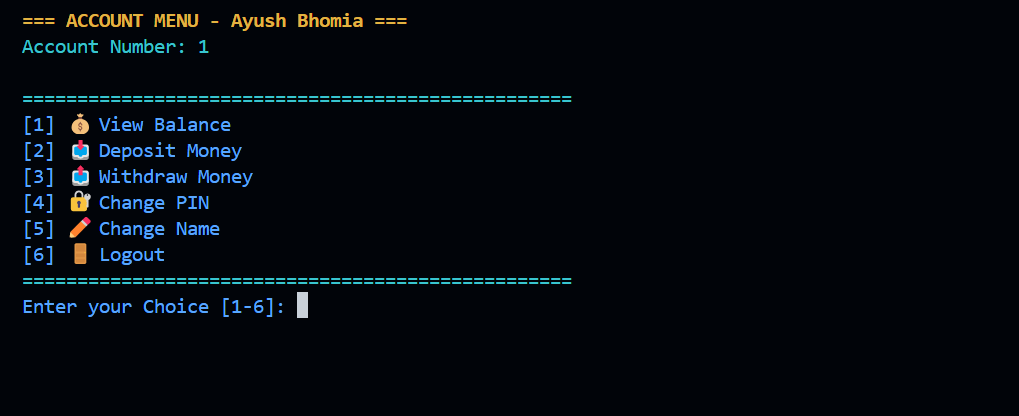 === ACCOUNT MENU - Ayush Bhomia ===
Account Number: 1
==================================================
[1] 💰 View Balance
[2] 📥 Deposit Money
[3] 📤 Withdraw Money
[4] 🔐 Change PIN
[5] ✏️ Change Name
[6] 🚪 Logout
==================================================
Enter your Choice [1-6]: